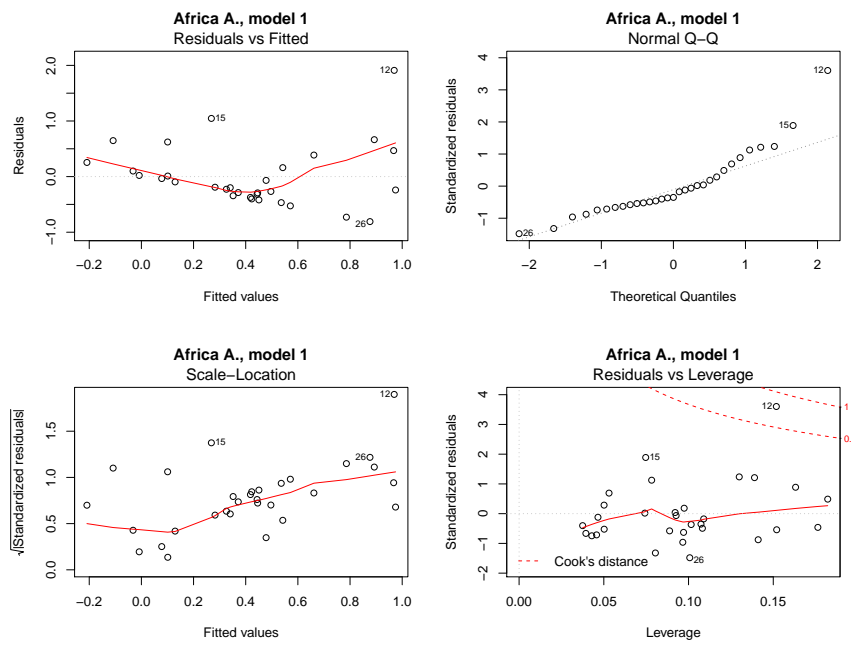 Africa A., model 1
Residuals vs Fitted
Residuals
2.0
1.0
0.0
−1.0
12
15
26
−0.2 0.0 0.2 0.4 0.6 0.8 1.0
Fitted values
Africa A., model 1
Normal Q−Q
Standardized residuals
4
3
2
1
0
−1
12
15
26
−2 −1 0 1 2
Theoretical Quantiles
Africa A., model 1
Scale−Location
√|Standardized residuals|
1.5
1.0
0.5
0.0
12
15
26
−0.2 0.0 0.2 0.4 0.6 0.8 1.0
Fitted values
Africa A., model 1
Residuals vs Leverage
Standardized residuals
4
3
2
1
0
−1
−2
12
15
26
1
0.
Cook's distance
0.00 0.05 0.10 0.15
Leverage